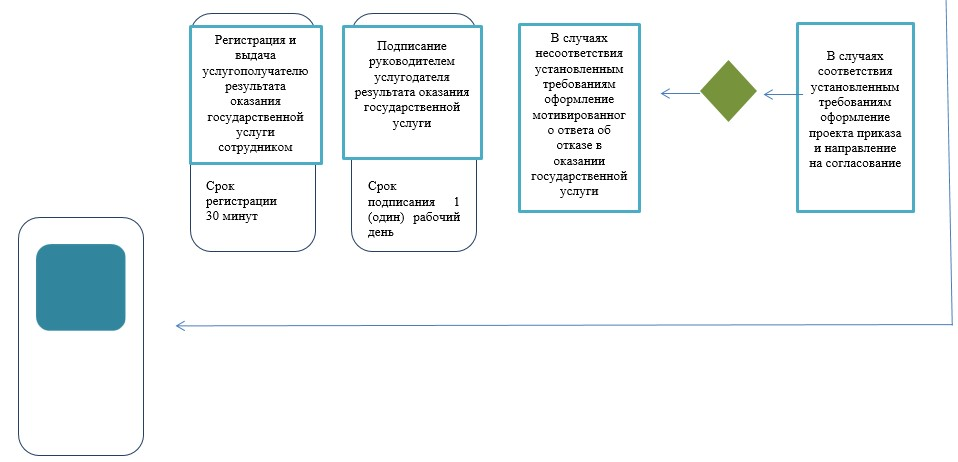 Регистрация и
выдача
услугополучателю
результата
оказания
государственной
услуги
сотрудником
Срок
регистрации
30 минут
Подписание
руководителем
услугодателя
результата оказания
государственной
услуги
Срок
подписания 1
(один) рабочий
день
В случаях
несоответствия
установленным
требованиям
оформление
мотивированног
о ответа об
отказе в
оказании
государственной
услуги
В случаях
соответствия
установленным
требованиям
оформление
проекта приказа
и направление
на согласование